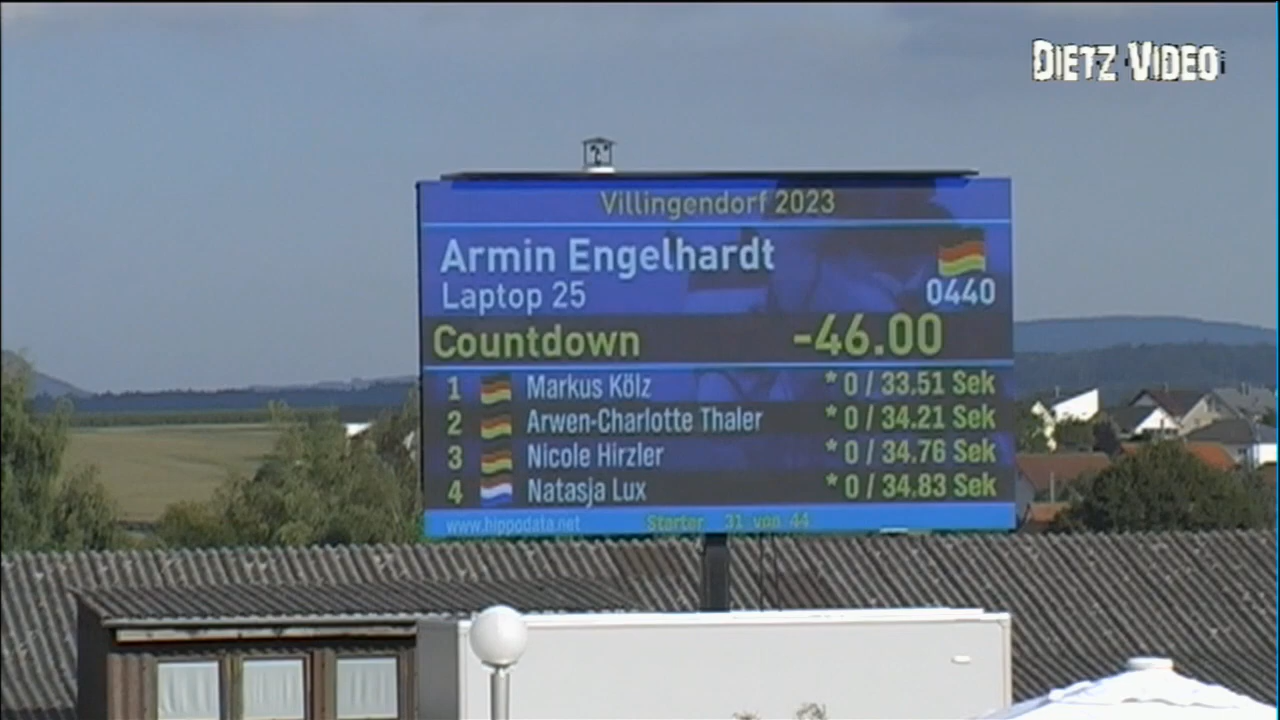 DIETZ VIDEO
Villingendorf 2023
Armin Engelhardt
Laptop 25 0440
Countdown -46.00
1 Markus Kölz * 0 / 33.51 Sek
2 Arwen-Charlotte Thaler * 0 / 34.21 Sek
3 Nicole Hirzler * 0 / 34.76 Sek
4 Natasja Lux * 0 / 34.83 Sek
www.hippodata.net Starter 31 von 44